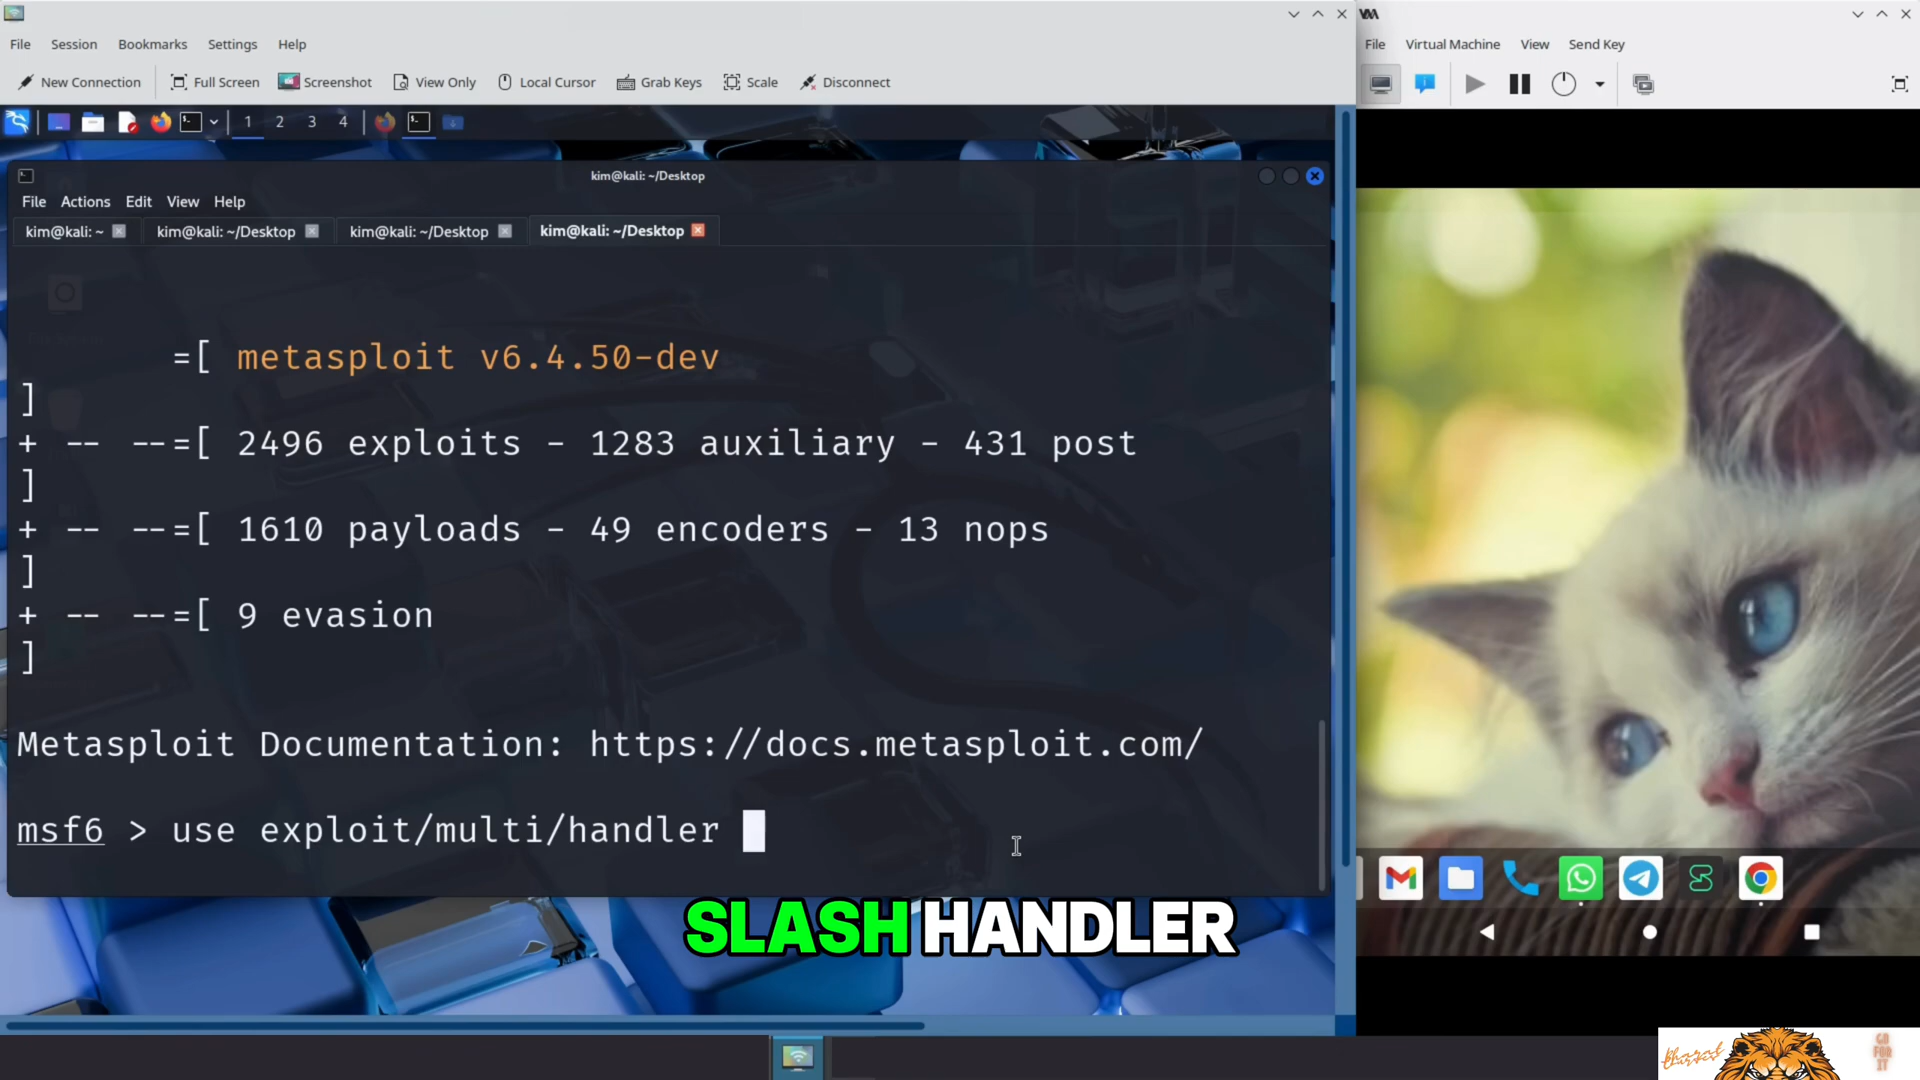 File Session Bookmarks Settings Help
New Connection Full Screen Screenshot View Only Local Cursor Grab Keys Scale Disconnect
1 2 3 4
kim@kali: ~/Desktop
File Actions Edit View Help
kim@kali: ~ kim@kali: ~/Desktop kim@kali: ~/Desktop kim@kali: ~/Desktop
=[ metasploit v6.4.50-dev
]
+ -- --=[ 2496 exploits - 1283 auxiliary - 431 post
]
+ -- --=[ 1610 payloads - 49 encoders - 13 nops
]
+ -- --=[ 9 evasion
]
Metasploit Documentation: https://docs.metasploit.com/
msf6 > use exploit/multi/handler
SLASH HANDLER
File Virtual Machine View Send Key
GO
FOR
IT